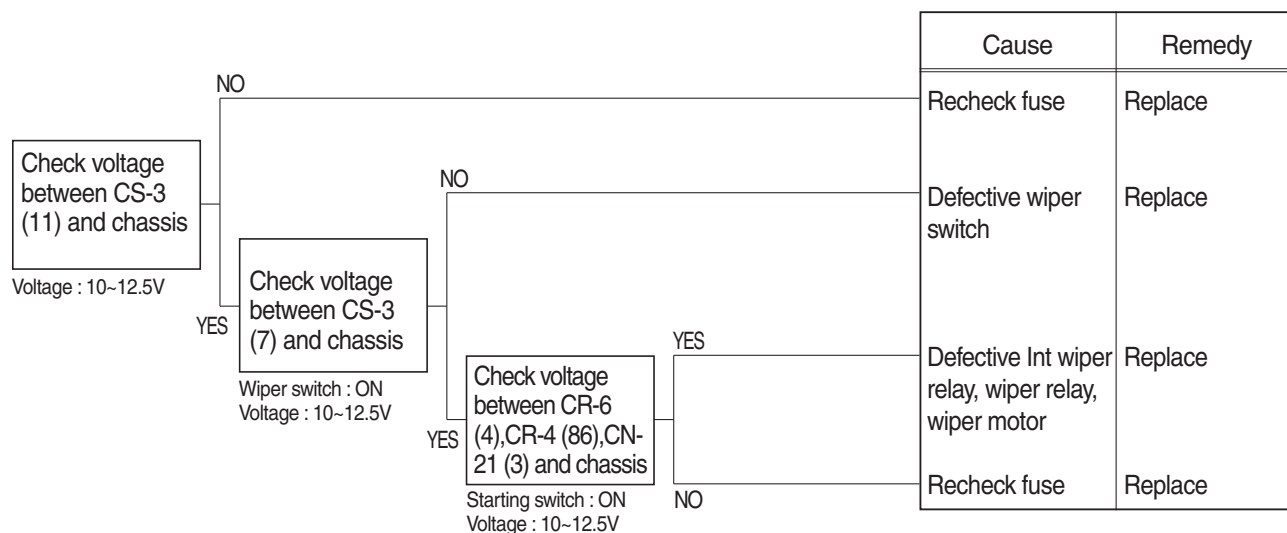 Cause
Remedy
NO
Recheck fuse
Replace
Check voltage
between CS-3
(11) and chassis
Voltage : 10~12.5V
NO
Defective wiper
switch
Replace
YES
Check voltage
between CS-3
(7) and chassis
Wiper switch : ON
Voltage : 10~12.5V
YES
Defective Int wiper
relay, wiper relay,
wiper motor
Replace
YES
Check voltage
between CR-6
(4),CR-4 (86),CN-
21 (3) and chassis
Starting switch : ON
Voltage : 10~12.5V
NO
Recheck fuse
Replace